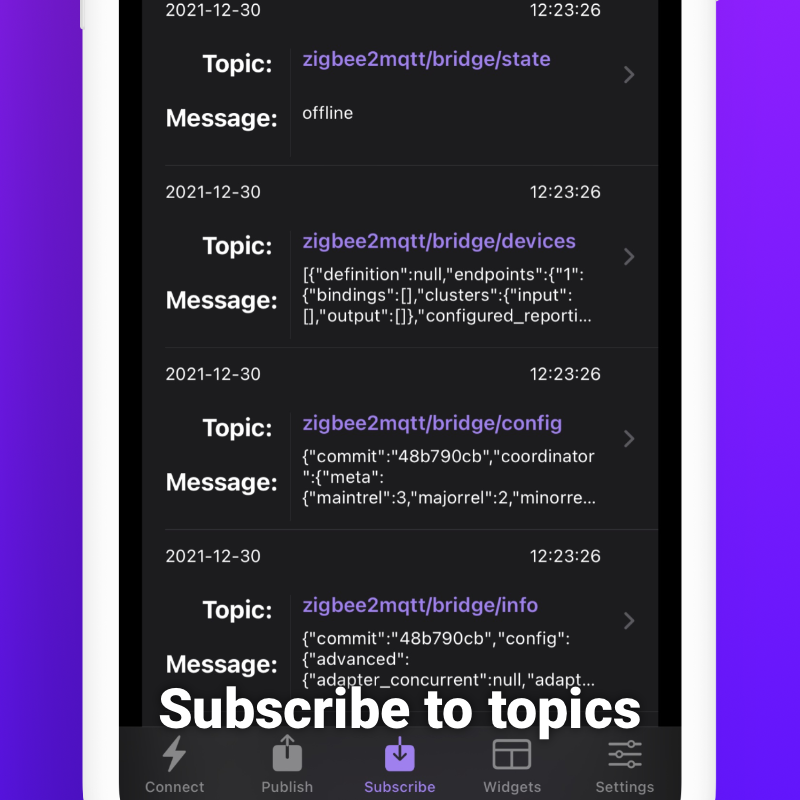 2021-12-30 12:23:26
Topic: zigbee2mqtt/bridge/state
Message: offline
2021-12-30 12:23:26
Topic: zigbee2mqtt/bridge/devices
Message: [{"definition":null,"endpoints":{"1":
{"bindings":[],"clusters":{"input":
[],"output":[]},"configured_reporti...
2021-12-30 12:23:26
Topic: zigbee2mqtt/bridge/config
Message: {"commit":"48b790cb","coordinator
":{"meta":
{"maintrel":3,"majorrel":2,"minorre...
2021-12-30 12:23:26
Topic: zigbee2mqtt/bridge/info
Message: {"commit":"48b790cb","config":
{"advanced":
{"adapter_concurrent":null,"adapt...
Subscribe to topics
Connect Publish Subscribe Widgets Settings